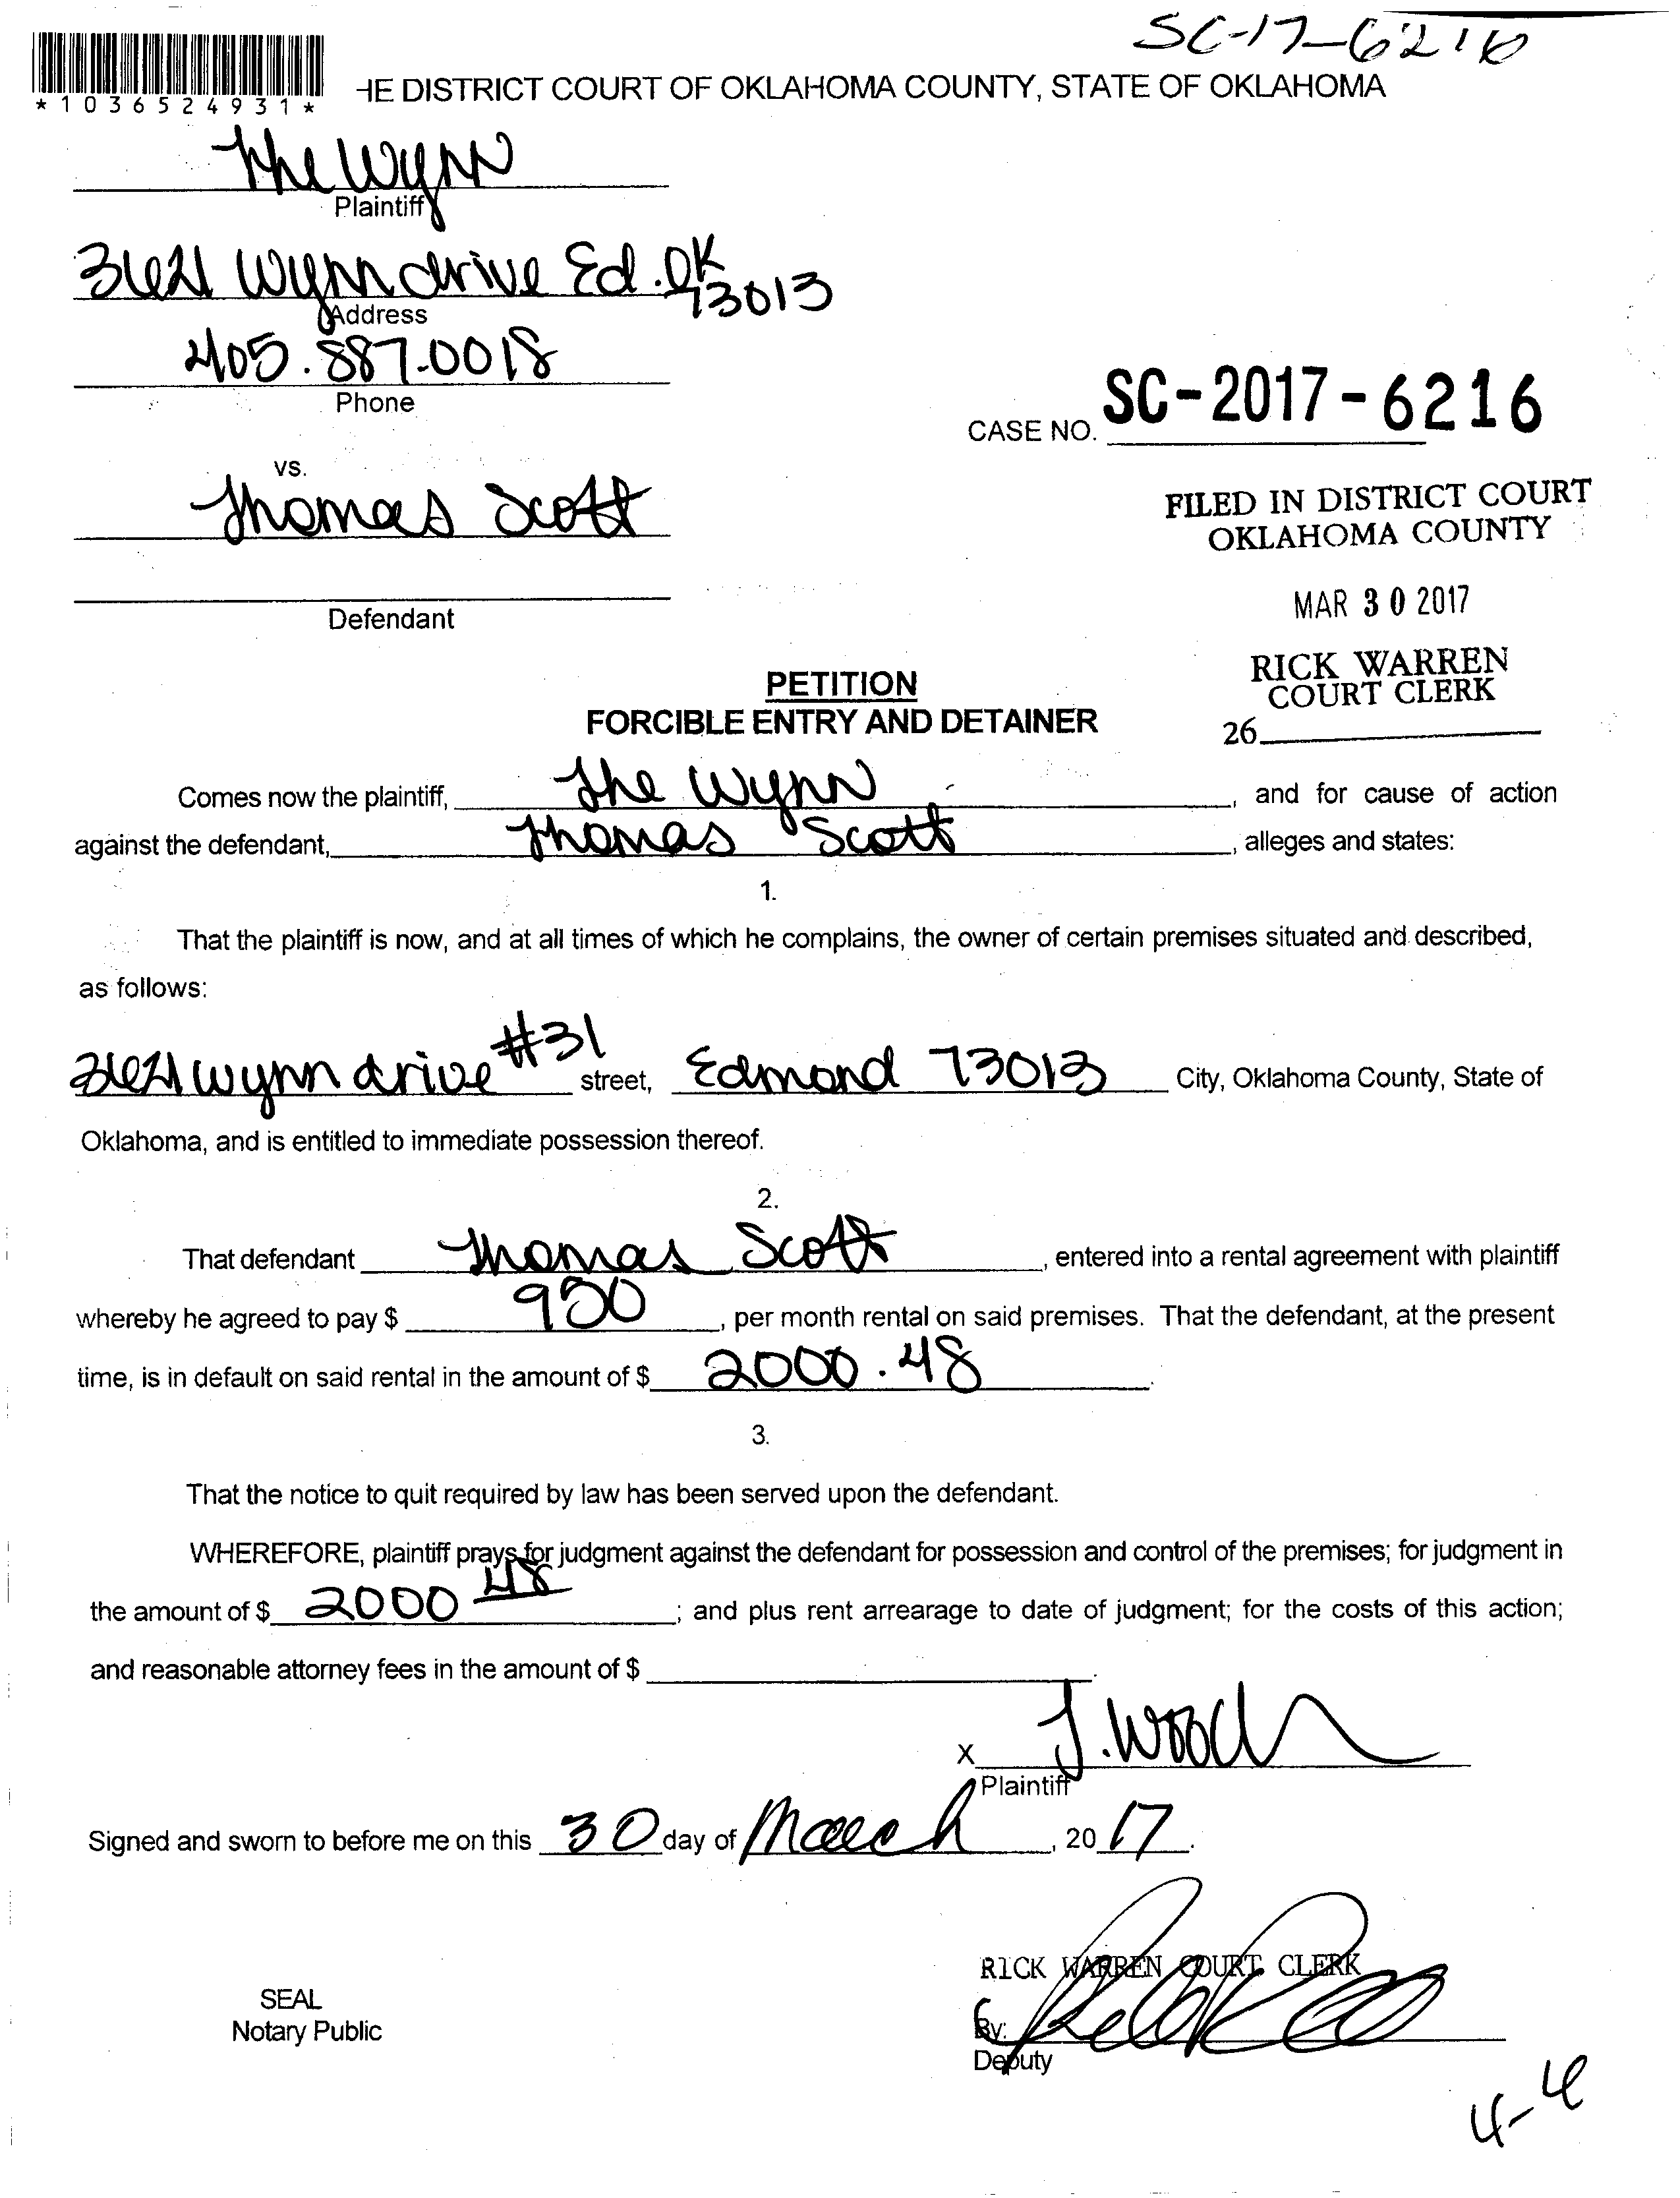 SC-17-6216
*1036524931*
HE DISTRICT COURT OF OKLAHOMA COUNTY, STATE OF OKLAHOMA
The Wynn
Plaintiff
3621 Wynn drive Ed. OK
73013
Address
405.887-0018
Phone
CASE NO. SC-2017-6216
vs.
Thomas Scott
FILED IN DISTRICT COURT
OKLAHOMA COUNTY
MAR 30 2017
Defendant
RICK WARREN
COURT CLERK
26
PETITION
FORCIBLE ENTRY AND DETAINER
Comes now the plaintiff, The Wynn, and for cause of action
against the defendant, Thomas Scott, alleges and states:
1.
That the plaintiff is now, and at all times of which he complains, the owner of certain premises situated and described,
as follows:
3621 wynn drive #31 street, Edmond 73013 City, Oklahoma County, State of
Oklahoma, and is entitled to immediate possession thereof.
2.
That defendant Thomas Scott, entered into a rental agreement with plaintiff
whereby he agreed to pay $ 950, per month rental on said premises. That the defendant, at the present
time, is in default on said rental in the amount of $ 2000.48.
3.
That the notice to quit required by law has been served upon the defendant.
WHEREFORE, plaintiff prays for judgment against the defendant for possession and control of the premises; for judgment in
the amount of $ 2000 48; and plus rent arrearage to date of judgment; for the costs of this action;
and reasonable attorney fees in the amount of $ .
X J. Wood
Plaintiff
Signed and sworn to before me on this 30 day of March, 20 17.
RICK WARREN COURT CLERK
SEAL
Notary Public
By:
Deputy
4-4